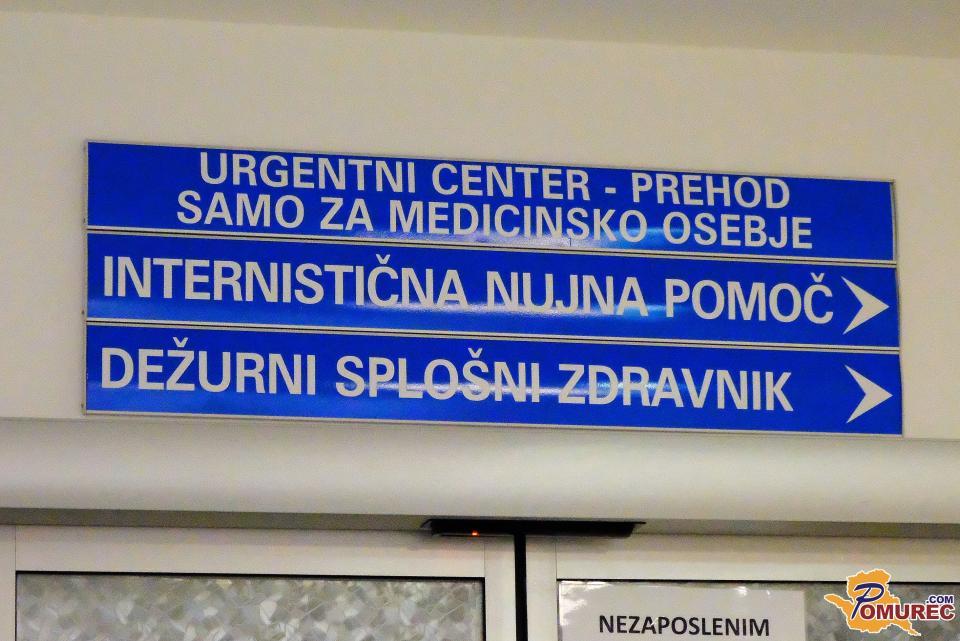 URGENTNI CENTER - PREHOD
SAMO ZA MEDICINSKO OSEBJE
INTERNISTIČNA NUJNA POMOČ
DEŽURNI SPLOŠNI ZDRAVNIK
NEZAPOSLENIM
POMUREC.COM